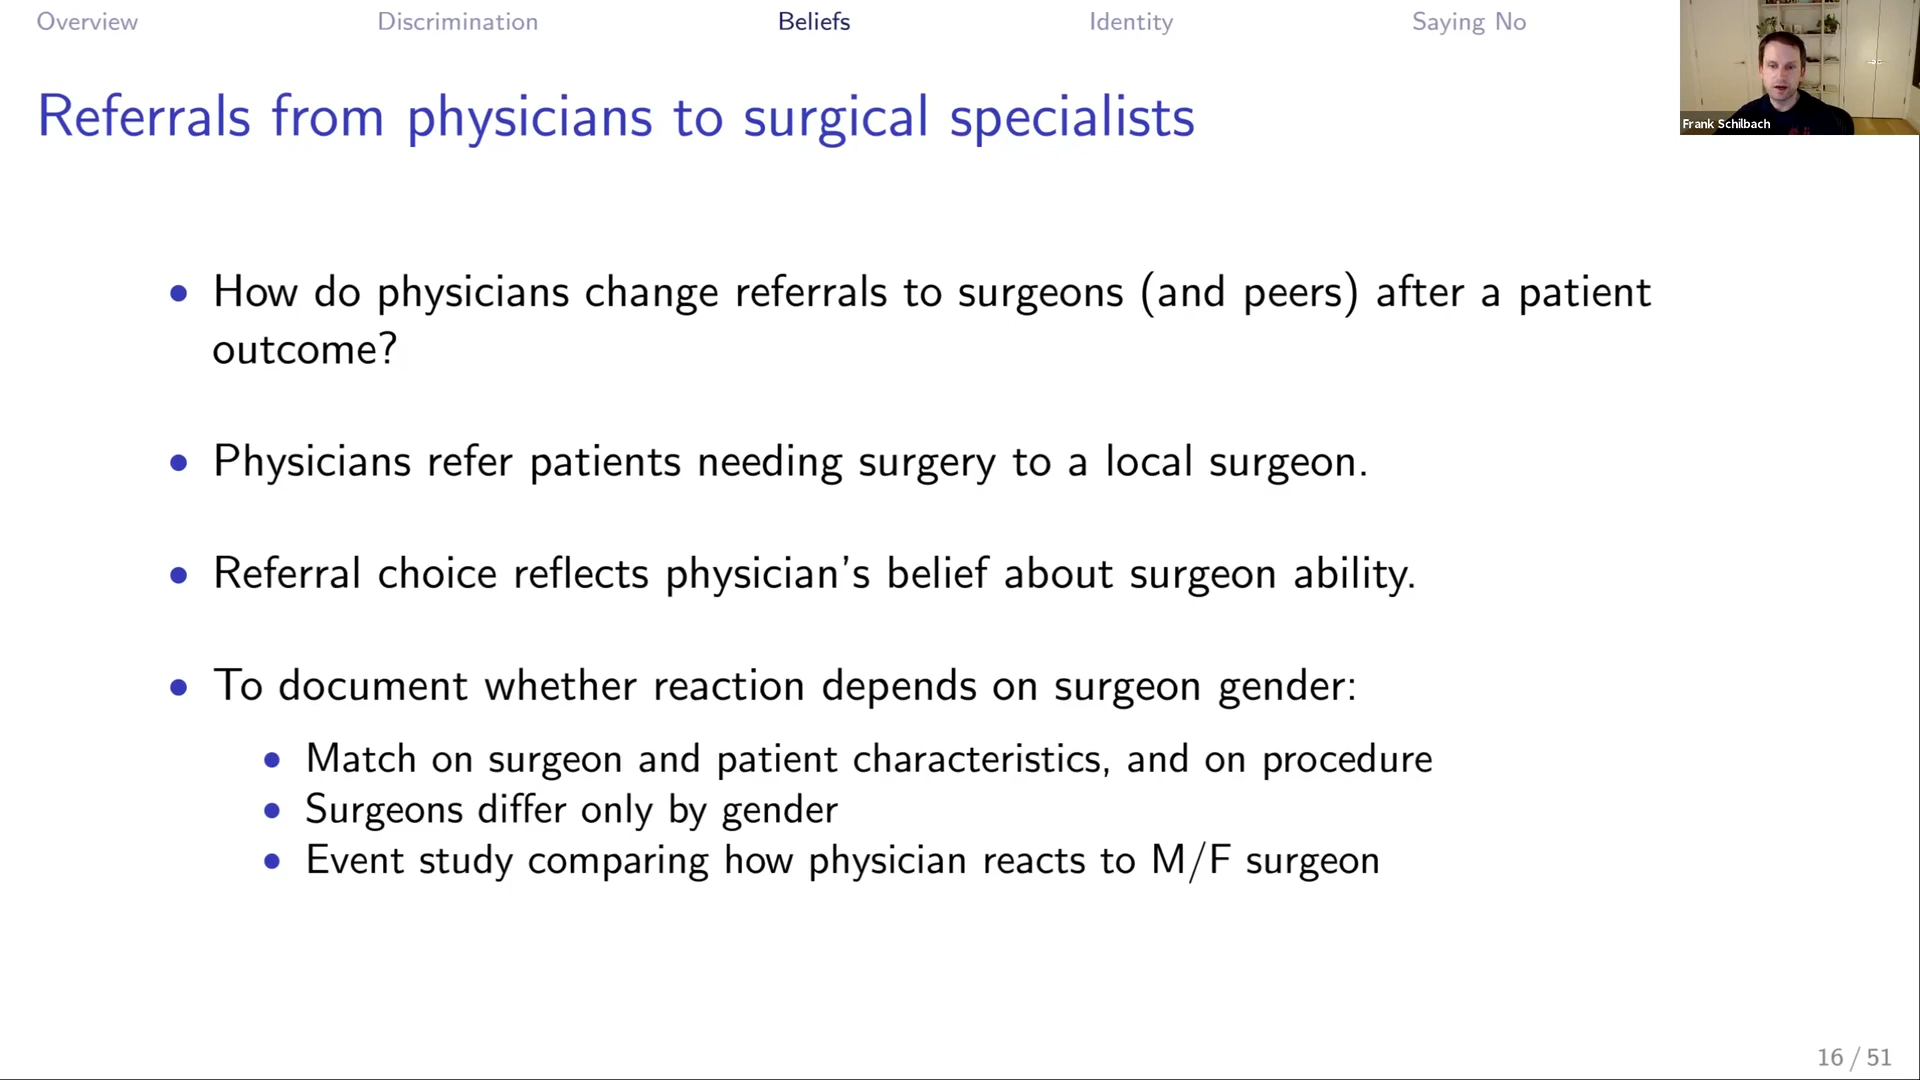 Overview Discrimination Beliefs Identity Saying No
Frank Schilbach
Referrals from physicians to surgical specialists
• How do physicians change referrals to surgeons (and peers) after a patient
outcome?
• Physicians refer patients needing surgery to a local surgeon.
• Referral choice reflects physician's belief about surgeon ability.
• To document whether reaction depends on surgeon gender:
• Match on surgeon and patient characteristics, and on procedure
• Surgeons differ only by gender
• Event study comparing how physician reacts to M/F surgeon
16 / 51